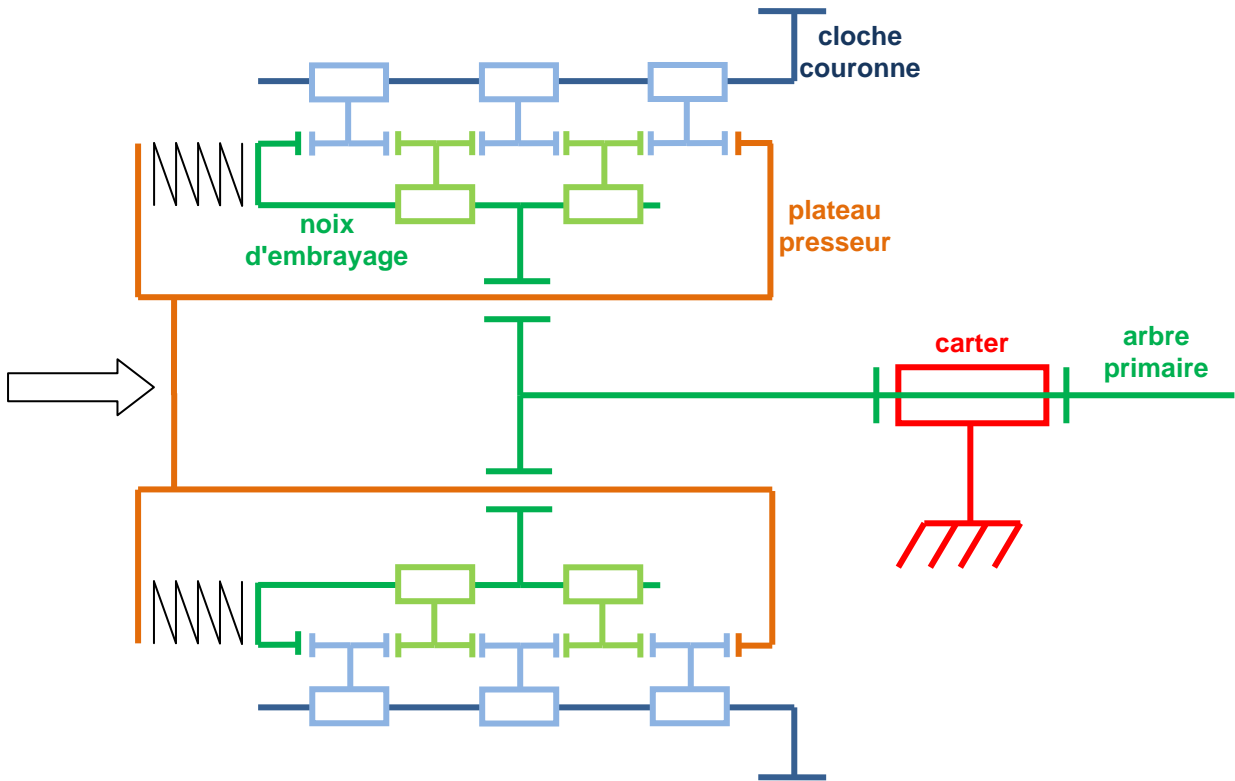 cloche
couronne
noix
d'embrayage
plateau
presseur
carter
arbre
primaire